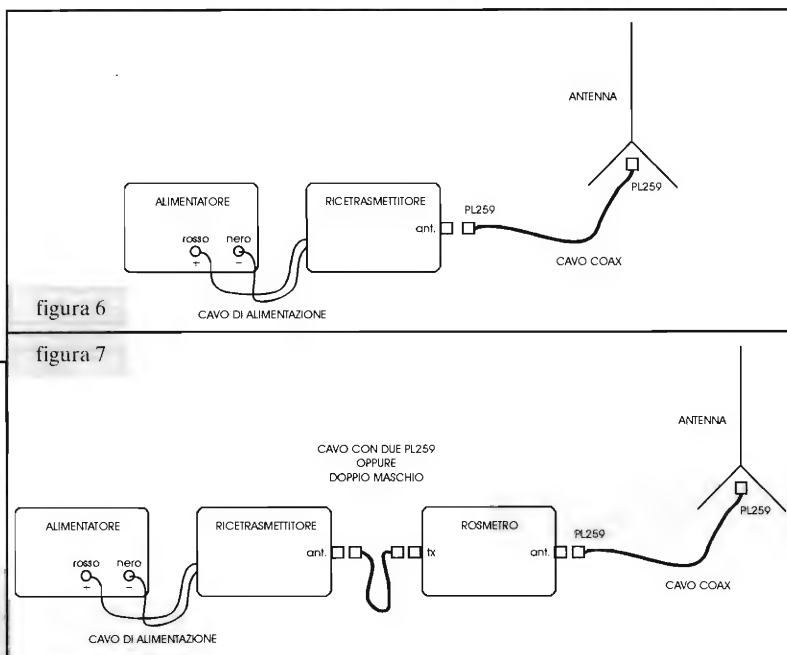 ANTENNA
PL259
ALIMENTATORE
RICETRASMETTITORE
PL259
rosso
nero
ant.
+
−
CAVO COAX
figura 6
CAVO DI ALIMENTAZIONE
figura 7
ANTENNA
CAVO CON DUE PL259
OPPURE
DOPPIO MASCHIO
PL259
ALIMENTATORE
RICETRASMETTITORE
ROSMETRO
PL259
rosso
nero
ant.
tx
ant.
+
−
CAVO COAX
CAVO DI ALIMENTAZIONE